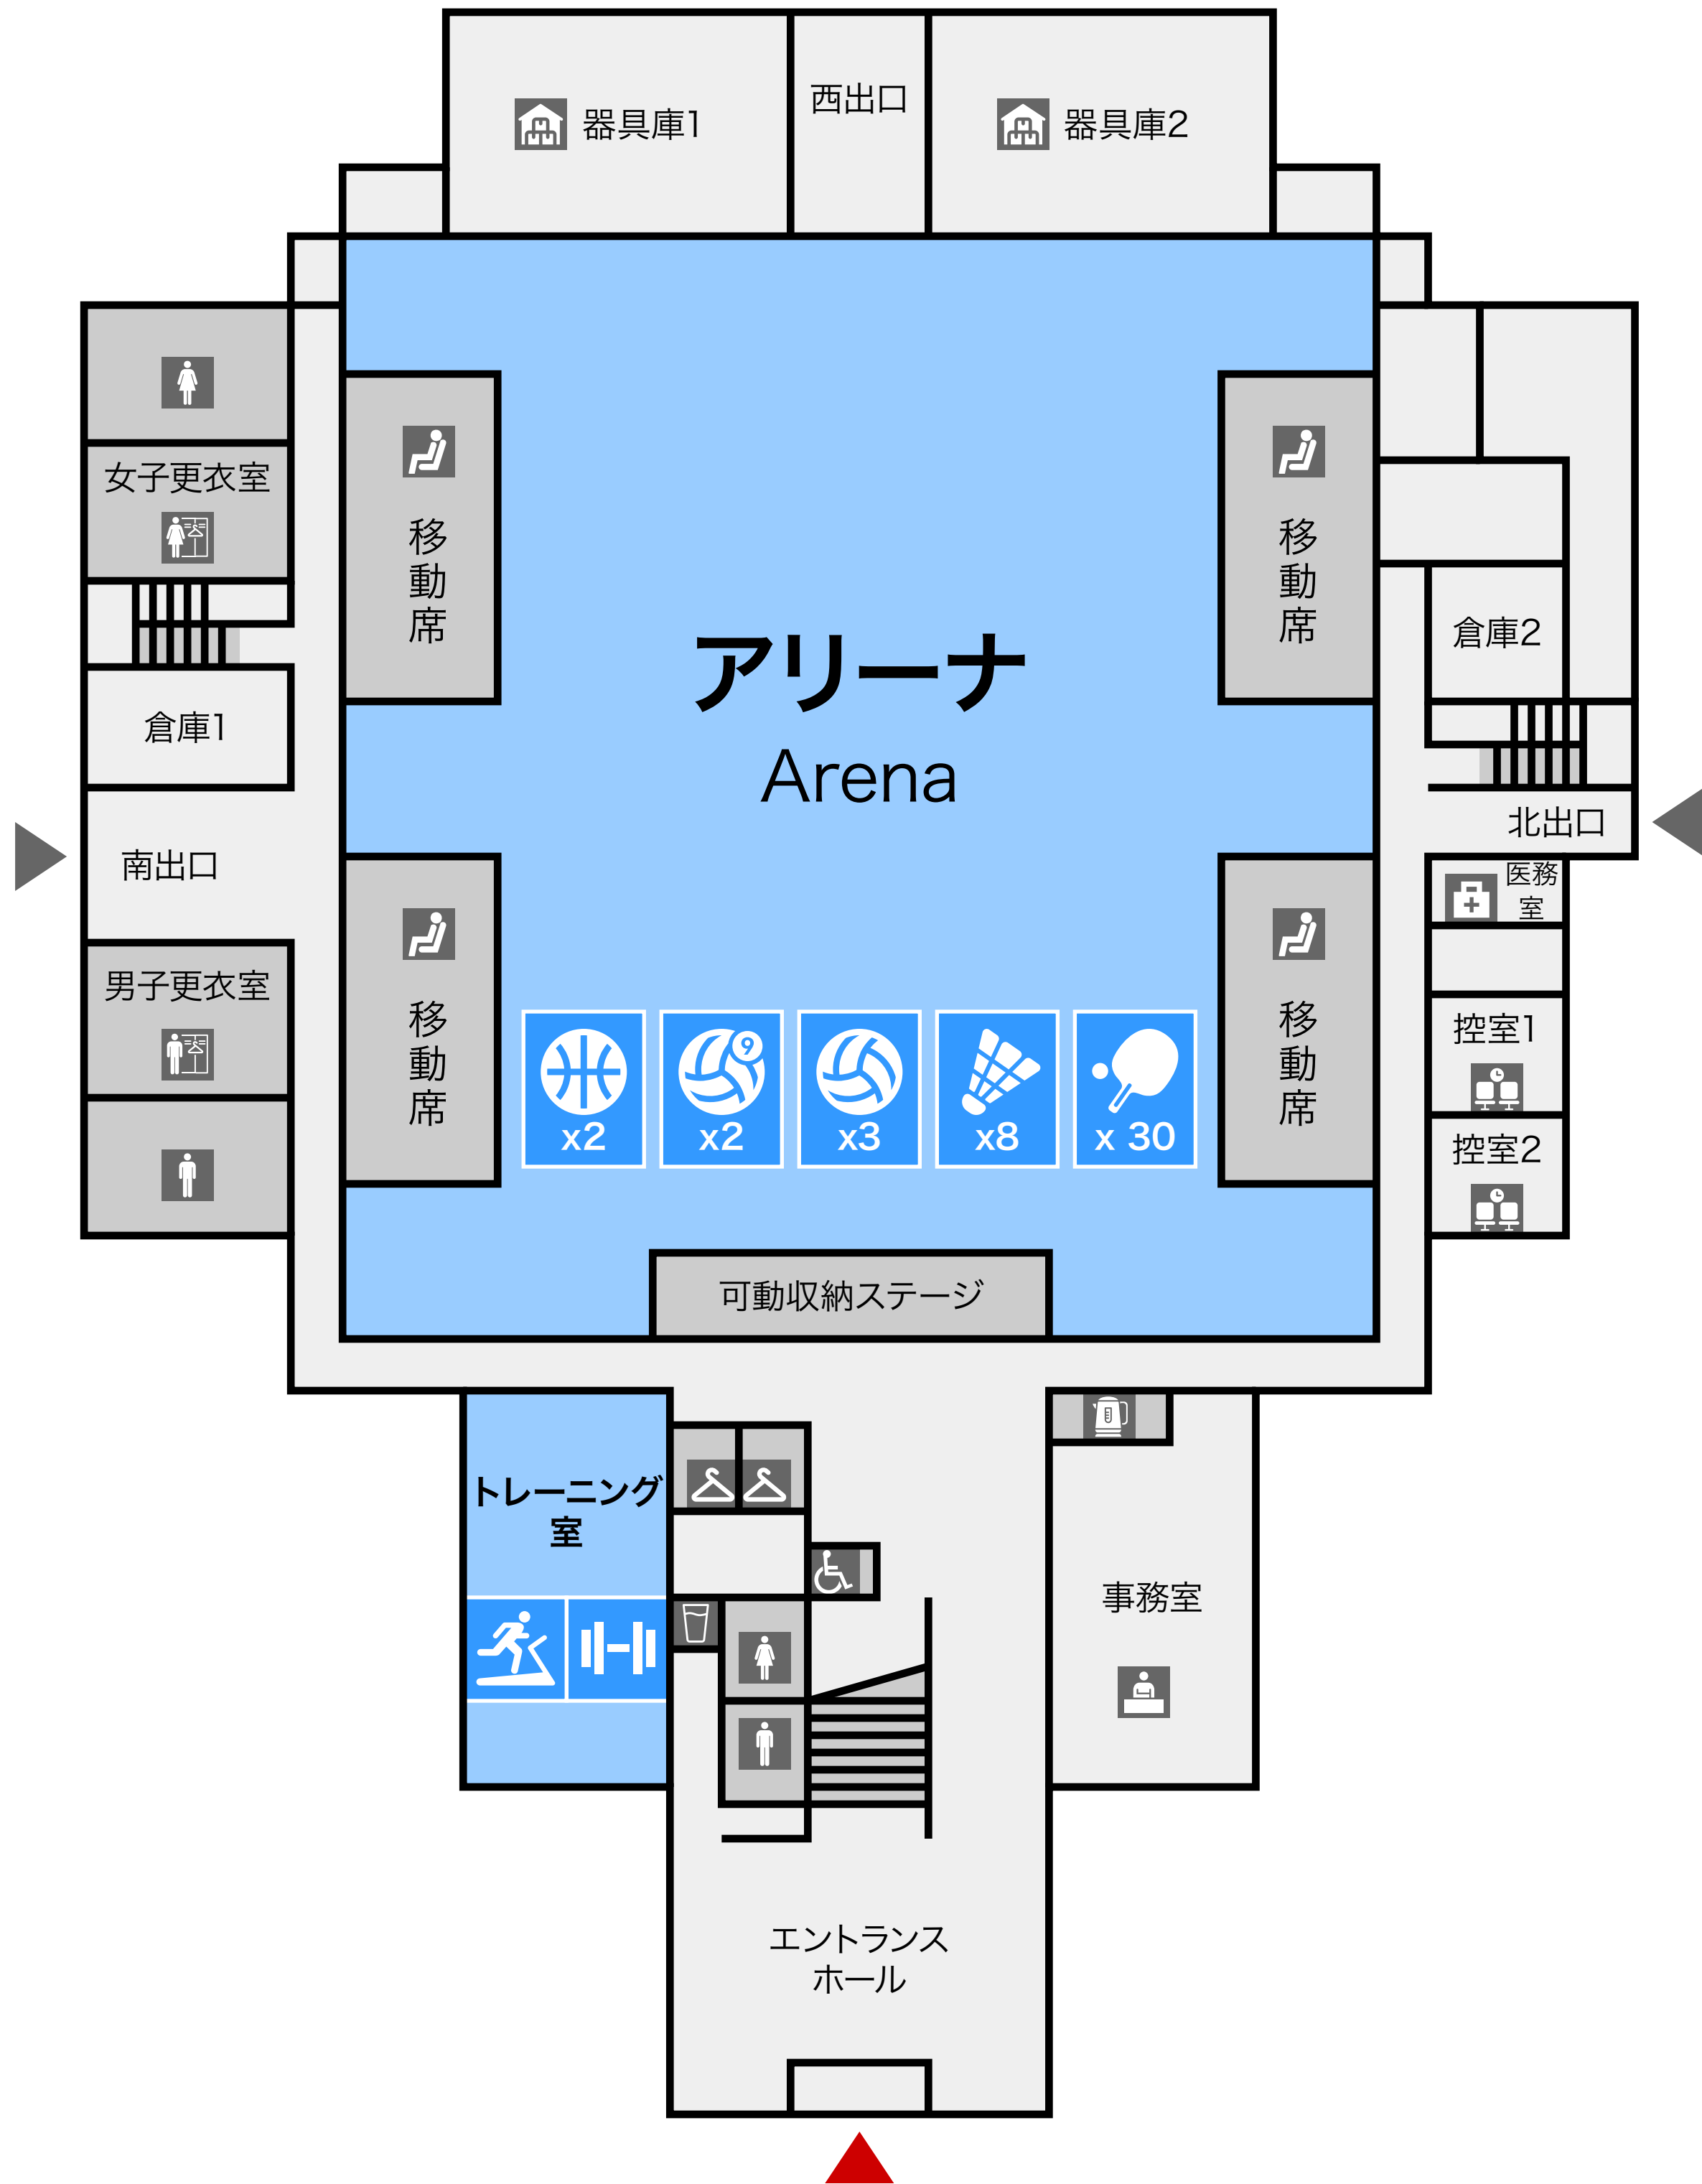 西出口
器具庫1
器具庫2
女子更衣室
移動席
移動席
倉庫2
アリーナ
Arena
倉庫1
北出口
南出口
医務
室
男子更衣室
移動席
移動席
控室1
9
x2
x2
x3
x8
x 30
控室2
可動収納ステージ
トレーニング
室
事務室
エントランス
ホール